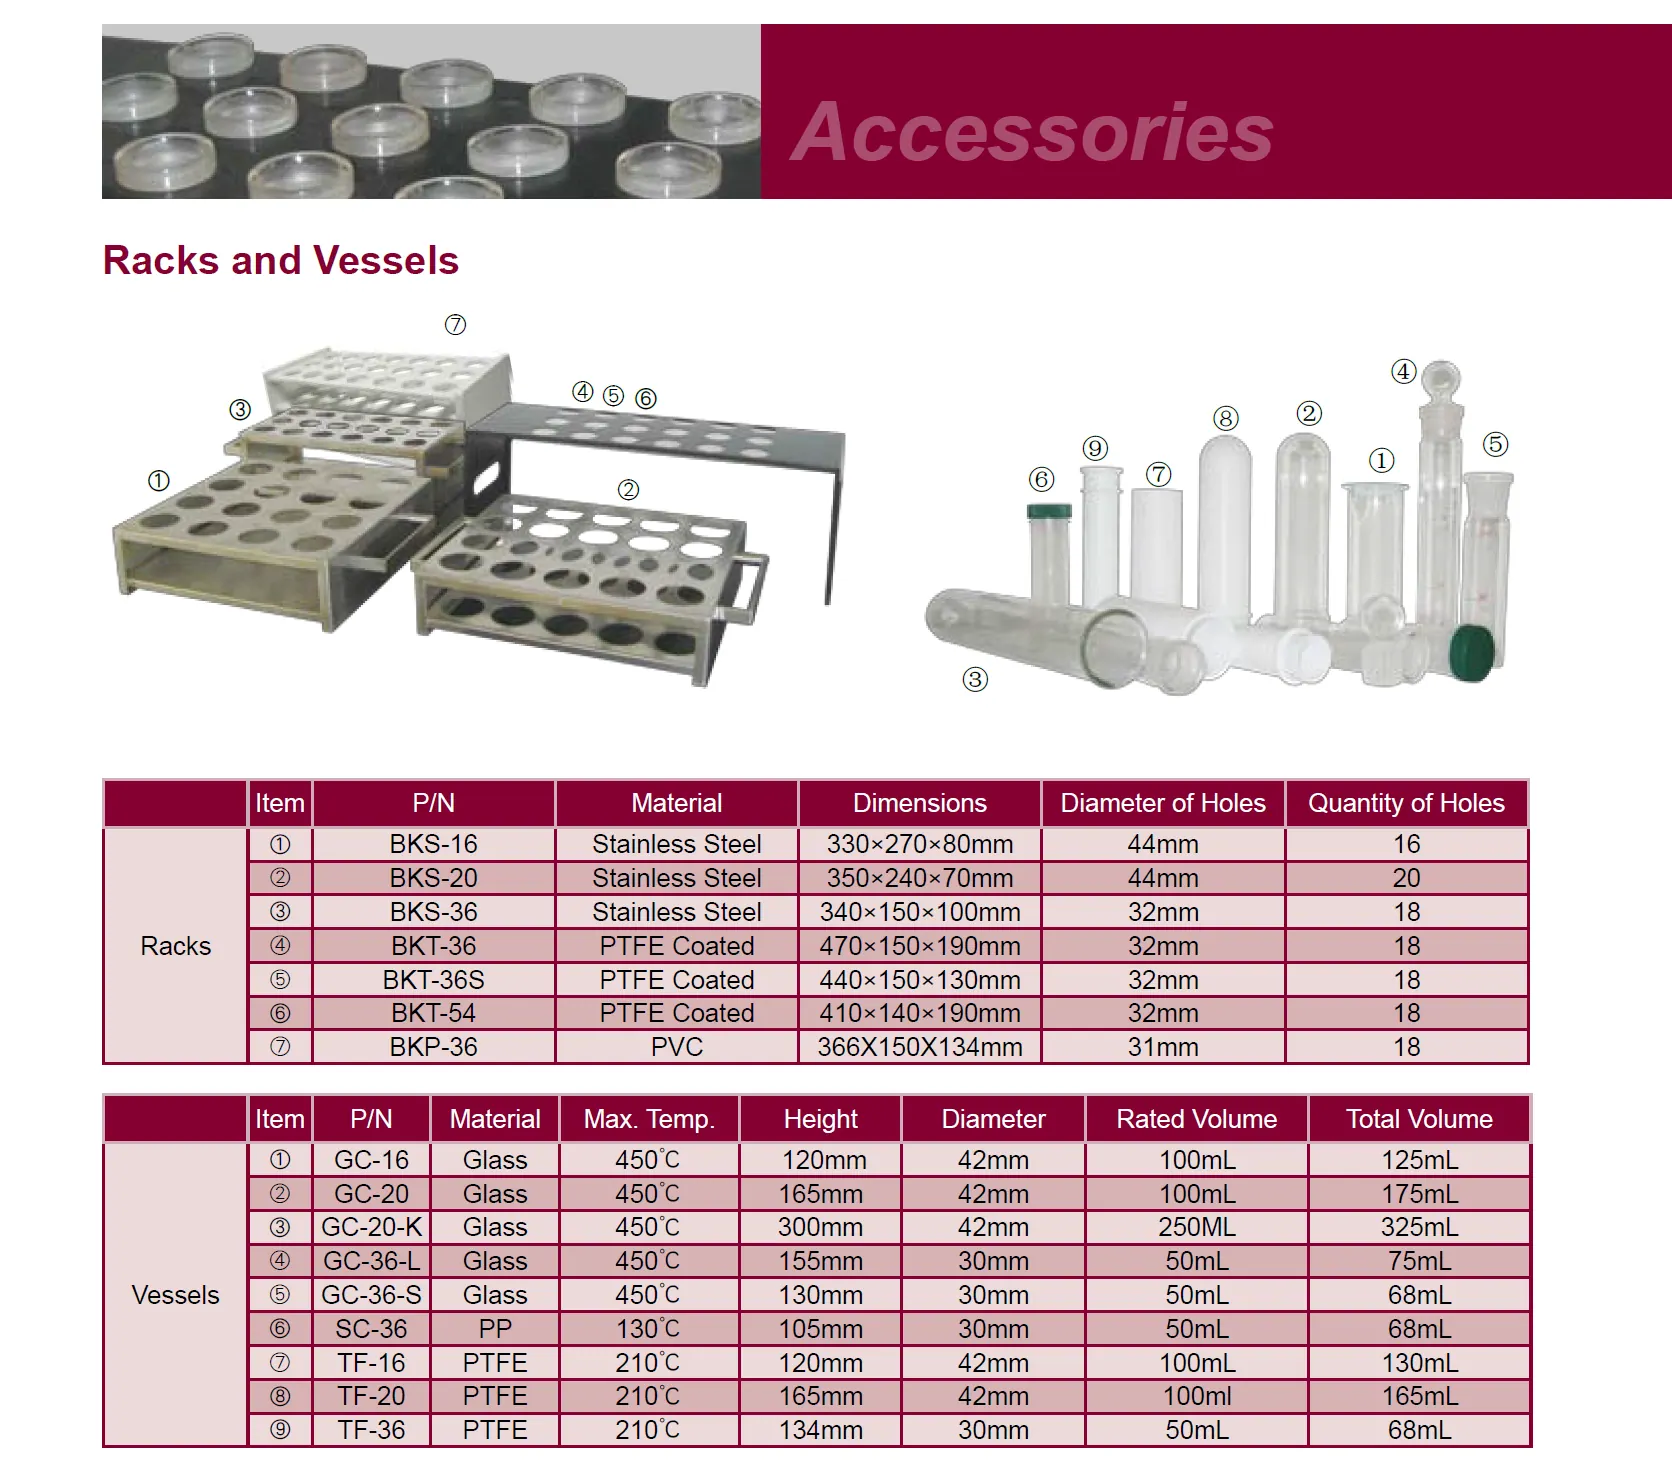 Accessories
Racks and Vessels
⑦
④ ⑤ ⑥
③
①
②
④
⑧ ②
⑨ ⑤
⑥ ⑦ ①
③
Item P/N Material Dimensions Diameter of Holes Quantity of Holes
Racks
① BKS-16 Stainless Steel 330×270×80mm 44mm 16
② BKS-20 Stainless Steel 350×240×70mm 44mm 20
③ BKS-36 Stainless Steel 340×150×100mm 32mm 18
④ BKT-36 PTFE Coated 470×150×190mm 32mm 18
⑤ BKT-36S PTFE Coated 440×150×130mm 32mm 18
⑥ BKT-54 PTFE Coated 410×140×190mm 32mm 18
⑦ BKP-36 PVC 366X150X134mm 31mm 18
Item P/N Material Max. Temp. Height Diameter Rated Volume Total Volume
Vessels
① GC-16 Glass 450℃ 120mm 42mm 100mL 125mL
② GC-20 Glass 450℃ 165mm 42mm 100mL 175mL
③ GC-20-K Glass 450℃ 300mm 42mm 250ML 325mL
④ GC-36-L Glass 450℃ 155mm 30mm 50mL 75mL
⑤ GC-36-S Glass 450℃ 130mm 30mm 50mL 68mL
⑥ SC-36 PP 130℃ 105mm 30mm 50mL 68mL
⑦ TF-16 PTFE 210℃ 120mm 42mm 100mL 130mL
⑧ TF-20 PTFE 210℃ 165mm 42mm 100ml 165mL
⑨ TF-36 PTFE 210℃ 134mm 30mm 50mL 68mL